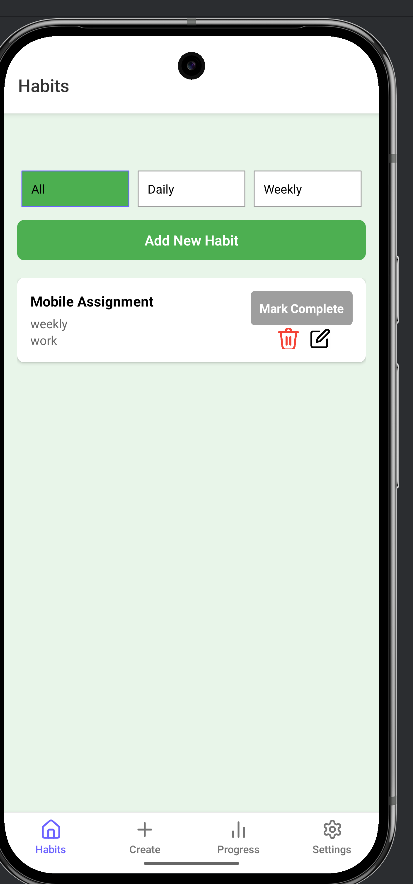 Habits
All
Daily
Weekly
Add New Habit
Mobile Assignment
Mark Complete
weekly
work
Habits
Create
Progress
Settings